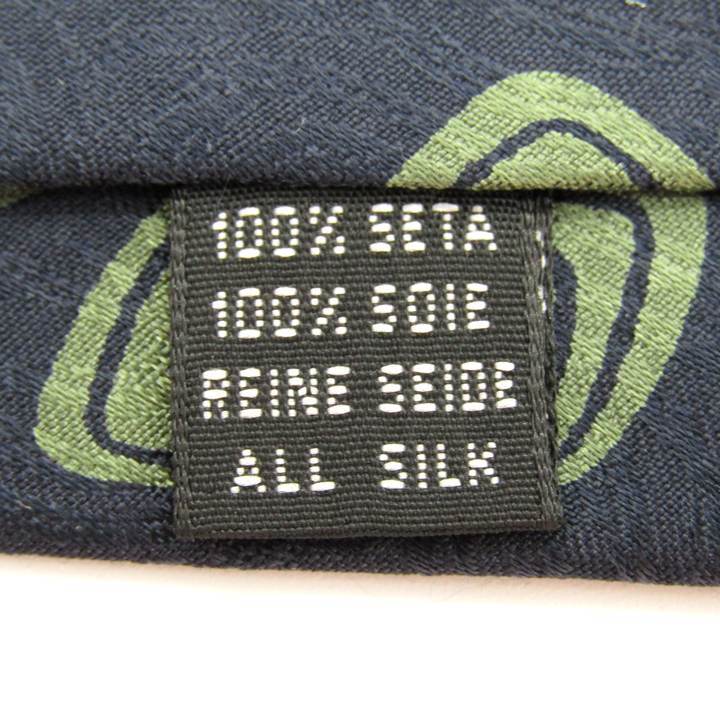 100% SETA
100% SOIE
REINE SEIDE
ALL SILK